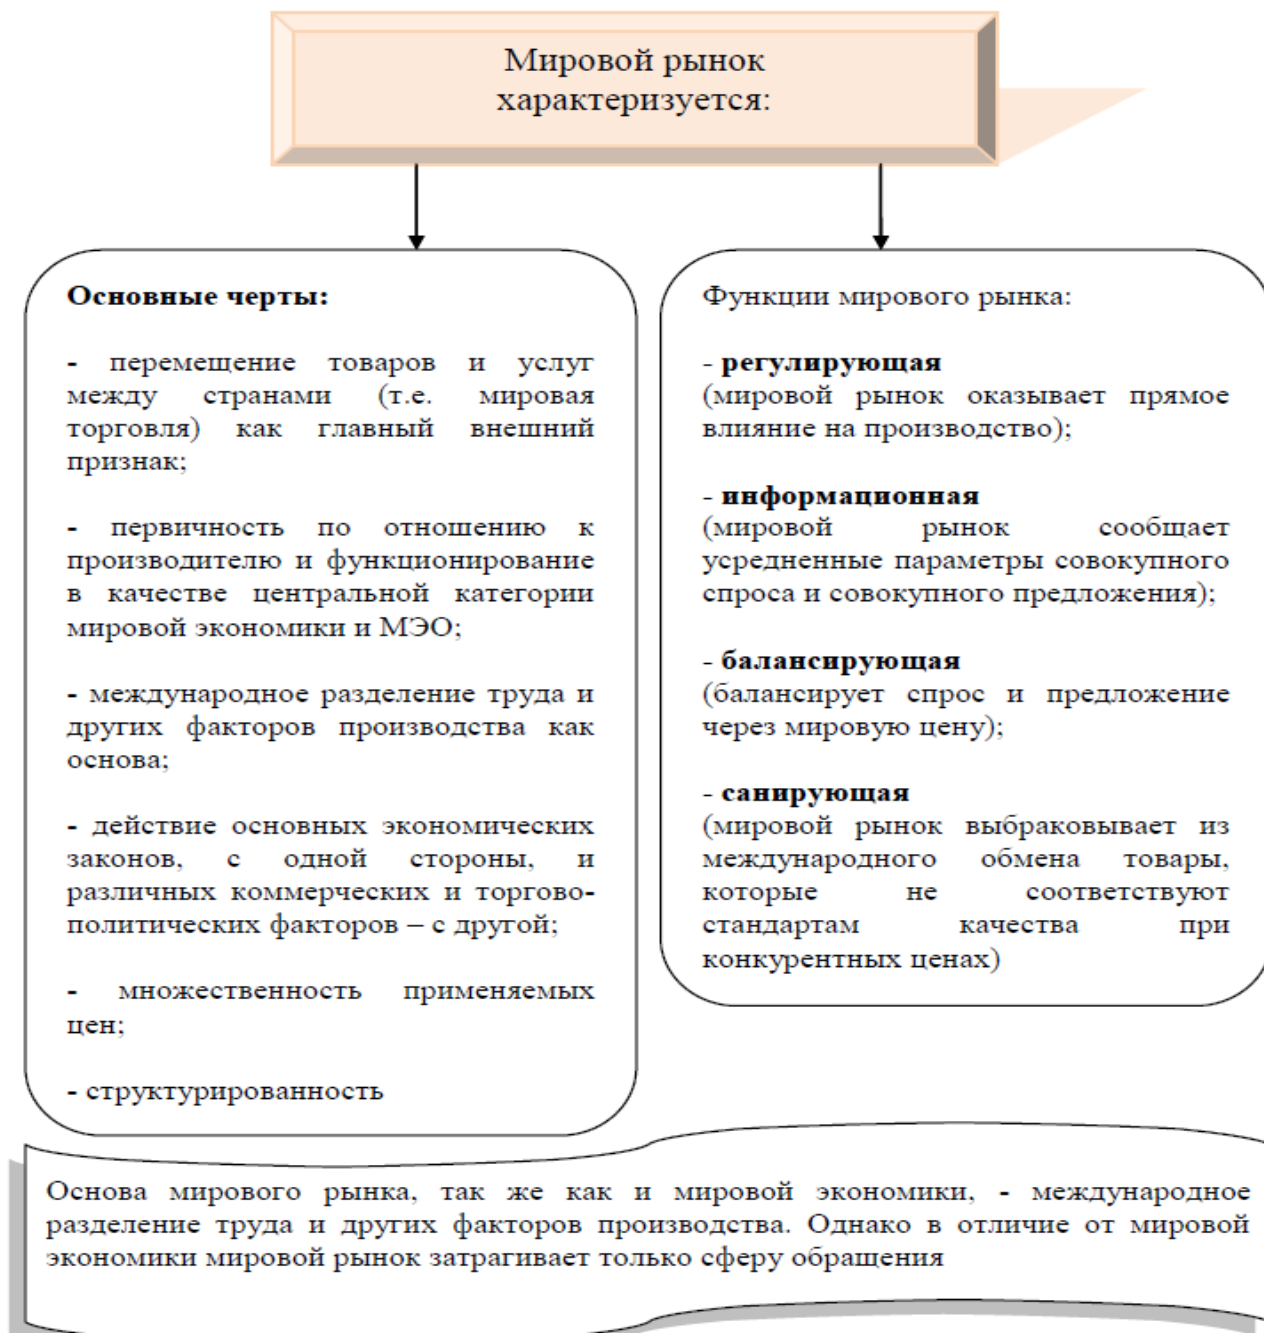 Мировой рынок
характеризуется:
Основные черты:
- перемещение товаров и услуг
между странами (т.е. мировая
торговля) как главный внешний
признак;
- первичность по отношению к
производителю и функционирование
в качестве центральной категории
мировой экономики и МЭО;
- международное разделение труда и
других факторов производства как
основа;
- действие основных экономических
законов, с одной стороны, и
различных коммерческих и торгово-
политических факторов – с другой;
- множественность применяемых
цен;
- структурированность
Функции мирового рынка:
- регулирующая
(мировой рынок оказывает прямое
влияние на производство);
- информационная
(мировой рынок сообщает
усредненные параметры совокупного
спроса и совокупного предложения);
- балансирующая
(балансирует спрос и предложение
через мировую цену);
- санирующая
(мировой рынок выбраковывает из
международного обмена товары,
которые не соответствуют
стандартам качества при
конкурентных ценах)
Основа мирового рынка, так же как и мировой экономики, - международное
разделение труда и других факторов производства. Однако в отличие от мировой
экономики мировой рынок затрагивает только сферу обращения